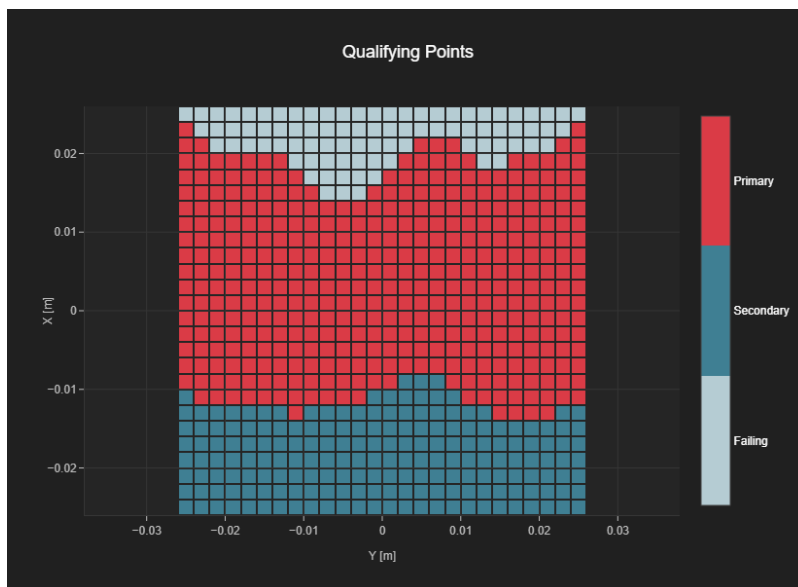 Qualifying Points
0.02
0.01
0
−0.01
−0.02
X [m]
−0.03
−0.02
−0.01
0
0.01
0.02
0.03
Y [m]
Primary
Secondary
Failing